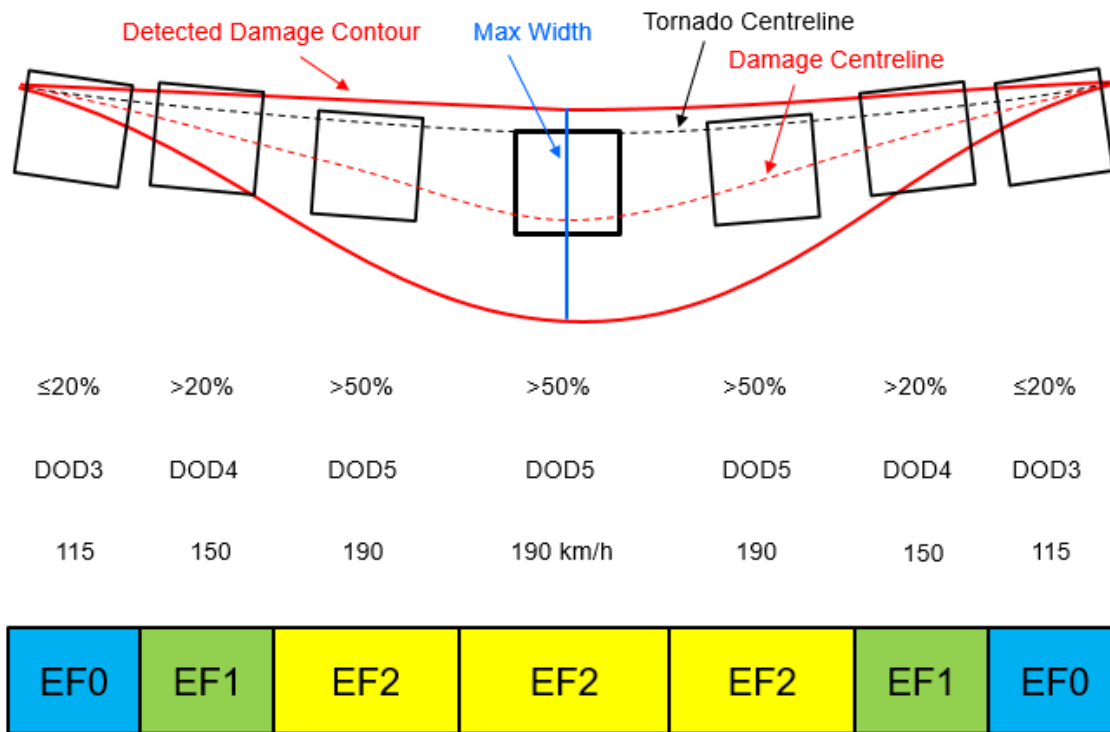 Tornado Centreline
Detected Damage Contour
Max Width
Damage Centreline
≤20% >20% >50% >50% >50% >20% ≤20%
DOD3 DOD4 DOD5 DOD5 DOD5 DOD4 DOD3
115 150 190 190 km/h 190 150 115
EF0 EF1 EF2 EF2 EF2 EF1 EF0